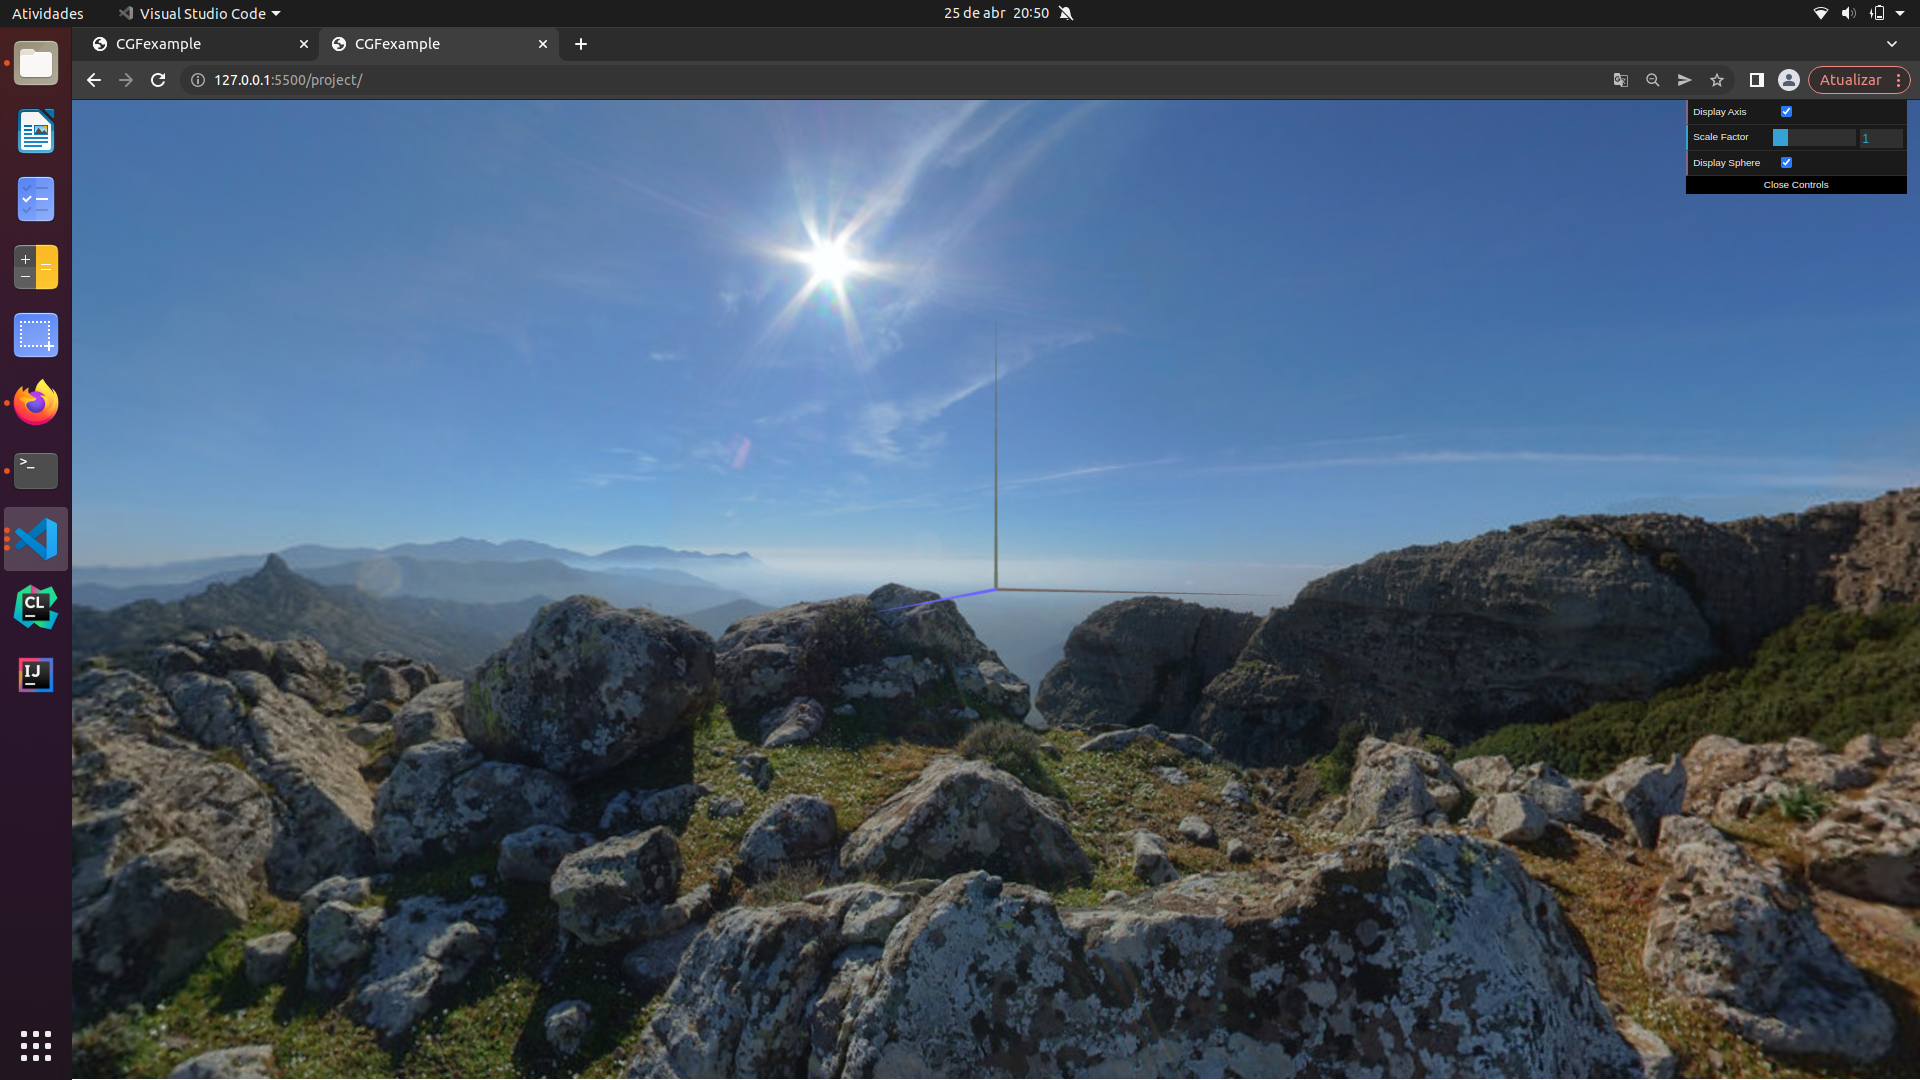 Atividades
Visual Studio Code
25 de abr 20:50
CGFexample
CGFexample
127.0.0.1:5500/project/
Atualizar
Display Axis
Scale Factor
1
Display Sphere
Close Controls
>_
CL
IJ